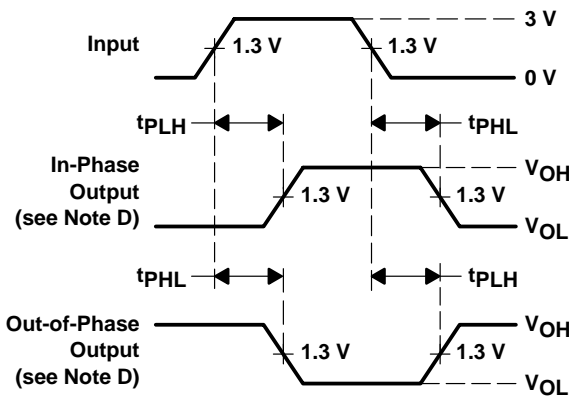 3 V
Input
1.3 V
1.3 V
0 V
tPLH
tPHL
In-Phase
Output
(see Note D)
VOH
1.3 V
1.3 V
VOL
tPHL
tPLH
Out-of-Phase
Output
(see Note D)
VOH
1.3 V
1.3 V
VOL